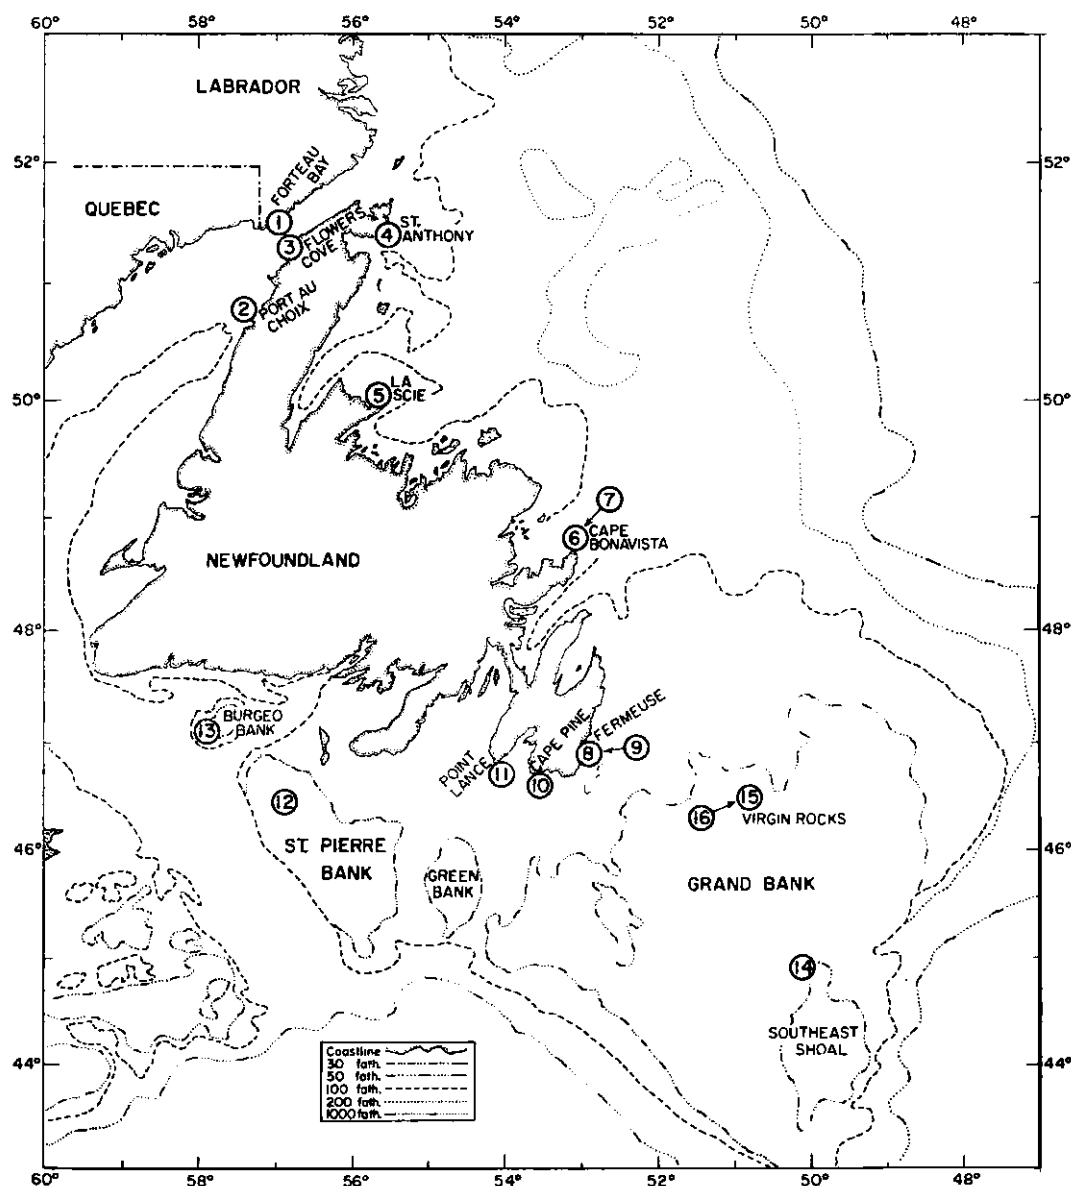 60° 58° 56° 54° 52° 50° 48°
LABRADOR
52° 52°
FORTEAU
BAY
QUEBEC
1
ST.
4 ANTHONY
3 FLOWERS
COVE
2 PORT AU
CHOIX
50° 50°
LA
5 SCIE
7
6 CAPE
BONAVISTA
NEWFOUNDLAND
48° 48°
BURGEO
13 BANK
POINT
LANCE
11
CAPE PINE
10
FERMEUSE
8 9
12
15
16 VIRGIN ROCKS
46° 46°
ST. PIERRE
BANK
GREEN
BANK
GRAND BANK
14
SOUTHEAST
SHOAL
44° 44°
Coastline
30 fath.
50 fath.
100 fath.
200 fath.
1000 fath.
60° 58° 56° 54° 52° 50° 48°